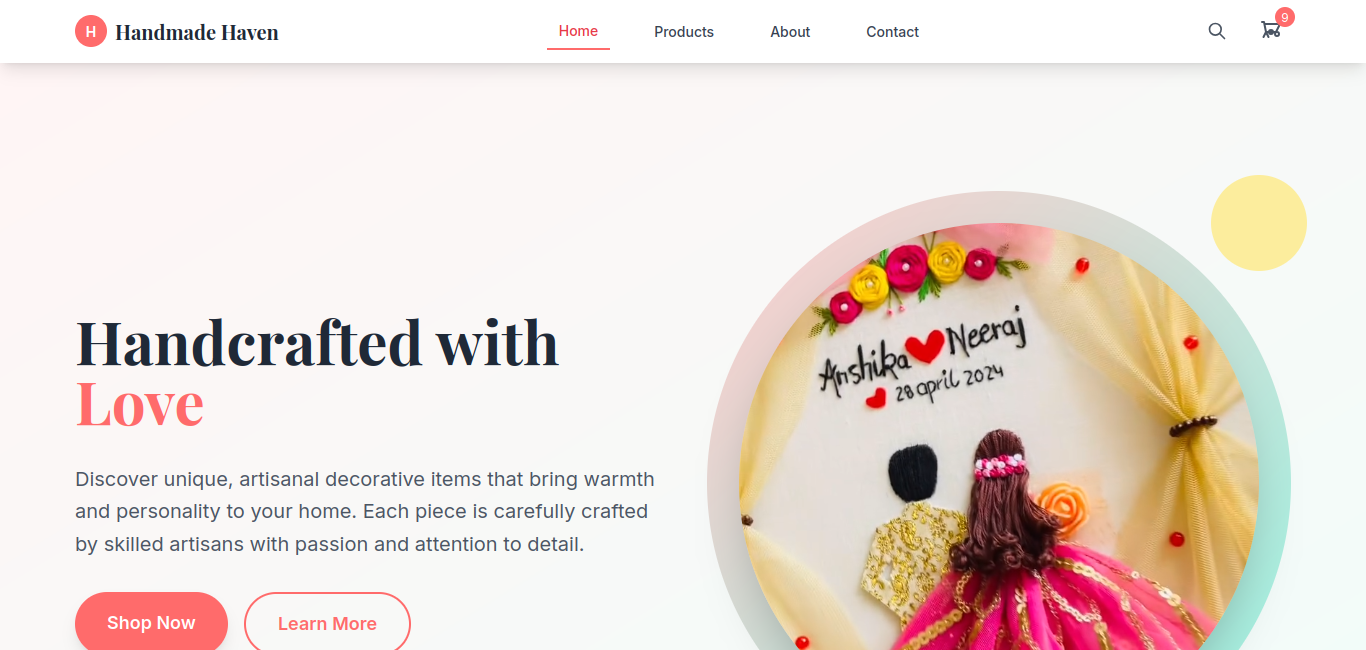 H Handmade Haven Home Products About Contact 9
Handcrafted with
Love
Discover unique, artisanal decorative items that bring warmth
and personality to your home. Each piece is carefully crafted
by skilled artisans with passion and attention to detail.
Shop Now Learn More
Anshika Neeraj
28 april 2024